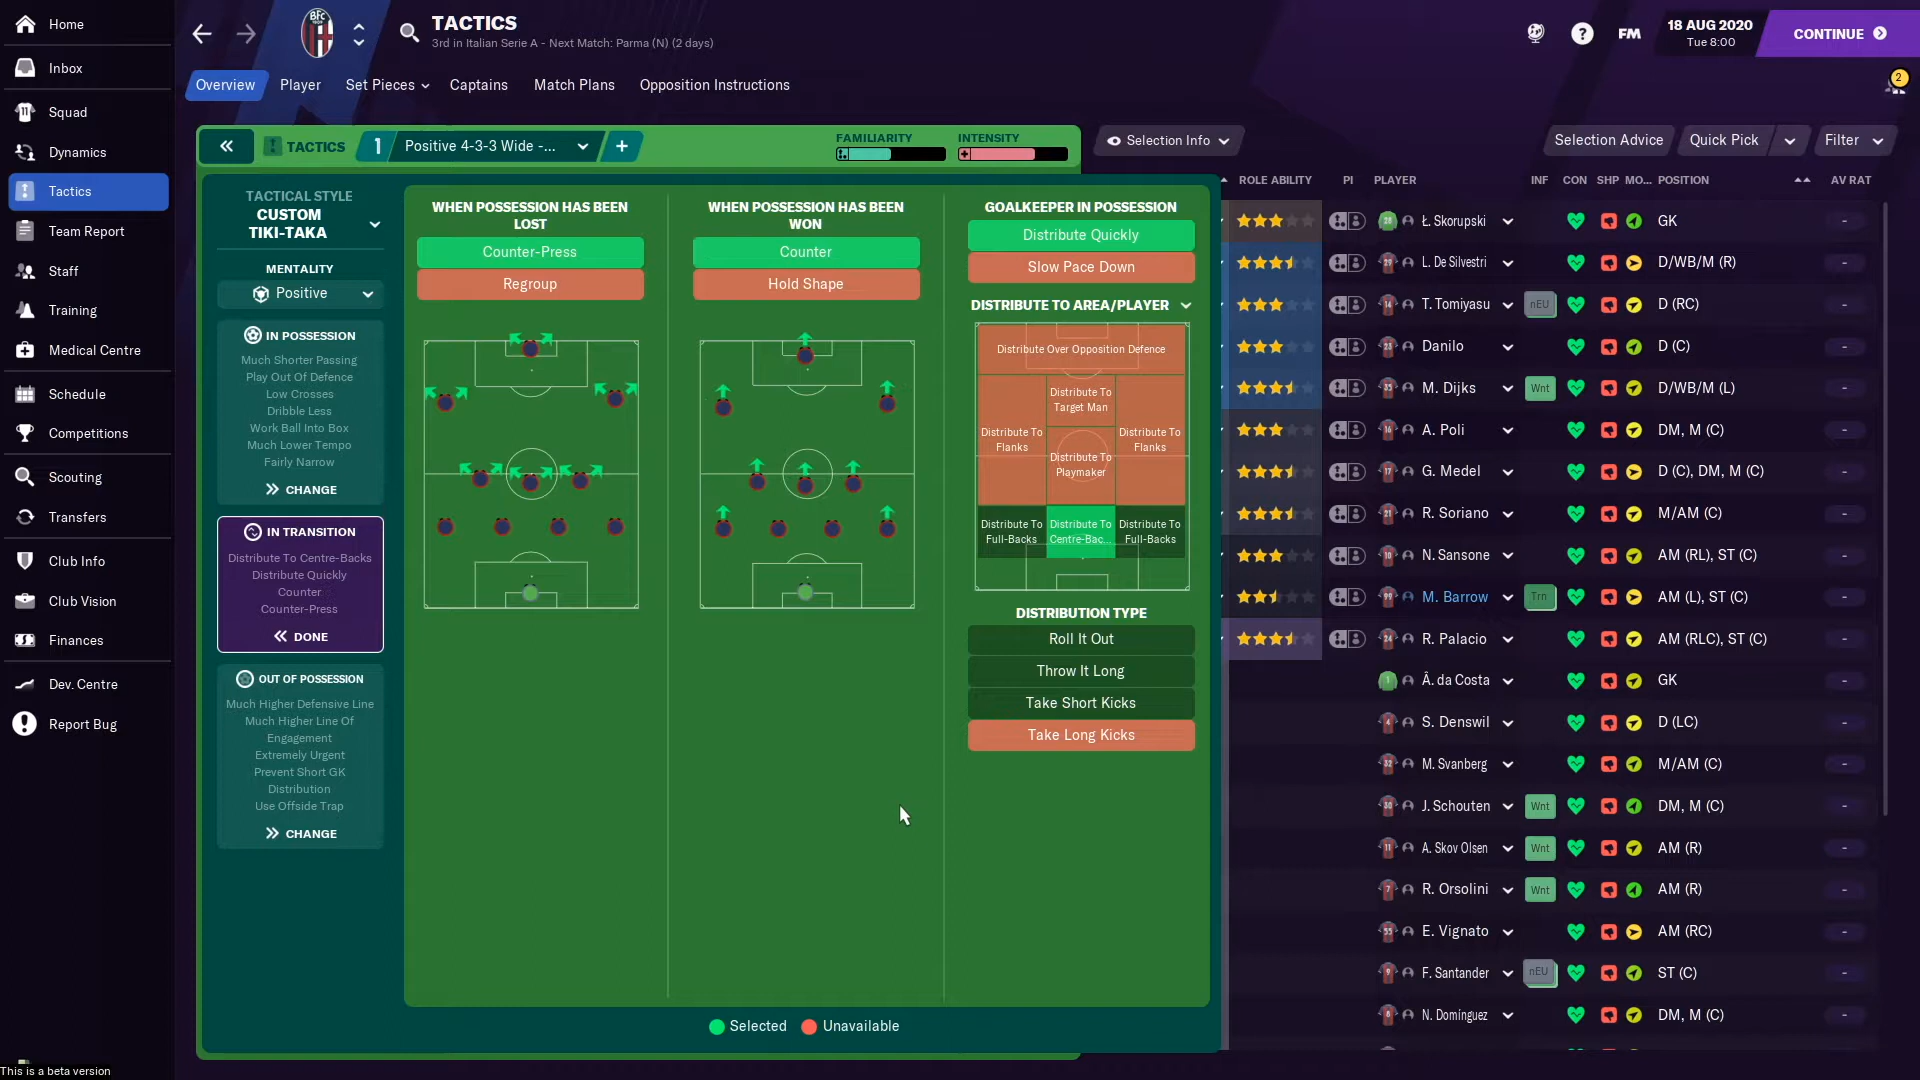 Home
Inbox
Squad
Dynamics
Tactics
Team Report
Staff
Training
Medical Centre
Schedule
Competitions
Scouting
Transfers
Club Info
Club Vision
Finances
Dev. Centre
Report Bug
This is a beta version
BFC
TACTICS
3rd in Italian Serie A - Next Match: Parma (N) (2 days)
FM
18 AUG 2020
Tue 8:00
CONTINUE
2
Overview
Player
Set Pieces
Captains
Match Plans
Opposition Instructions
TACTICS
1
Positive 4-3-3 Wide -...
+
FAMILIARITY
INTENSITY
Selection Info
Selection Advice
Quick Pick
Filter
TACTICAL STYLE
CUSTOM
TIKI-TAKA
MENTALITY
Positive
IN POSSESSION
Much Shorter Passing
Play Out Of Defence
Low Crosses
Dribble Less
Work Ball Into Box
Much Lower Tempo
Fairly Narrow
CHANGE
IN TRANSITION
Distribute To Centre-Backs
Distribute Quickly
Counter
Counter-Press
DONE
OUT OF POSSESSION
Much Higher Defensive Line
Much Higher Line Of
Engagement
Extremely Urgent
Prevent Short GK
Distribution
Use Offside Trap
CHANGE
WHEN POSSESSION HAS BEEN
LOST
Counter-Press
Regroup
WHEN POSSESSION HAS BEEN
WON
Counter
Hold Shape
GOALKEEPER IN POSSESSION
Distribute Quickly
Slow Pace Down
DISTRIBUTE TO AREA/PLAYER
Distribute Over Opposition Defence
Distribute To
Target Man
Distribute To
Flanks
Distribute To
Playmaker
Distribute To
Flanks
Distribute To
Full-Backs
Distribute To
Centre-Bac...
Distribute To
Full-Backs
DISTRIBUTION TYPE
Roll It Out
Throw It Long
Take Short Kicks
Take Long Kicks
Selected
Unavailable
ROLE ABILITY PI PLAYER INF CON SHP MO... POSITION AV RAT
Ł. Skorupski GK -
L. De Silvestri D/WB/M (R) -
T. Tomiyasu nEU D (RC) -
Danilo D (C) -
M. Dijks Wnt D/WB/M (L) -
A. Poli DM, M (C) -
G. Medel D (C), DM, M (C) -
R. Soriano M/AM (C) -
N. Sansone AM (RL), ST (C) -
M. Barrow Trn AM (L), ST (C) -
R. Palacio AM (RLC), ST (C) -
Â. da Costa GK -
S. Denswil D (LC) -
M. Svanberg M/AM (C) -
J. Schouten Wnt DM, M (C) -
A. Skov Olsen Wnt AM (R) -
R. Orsolini Wnt AM (R) -
E. Vignato AM (RC) -
F. Santander nEU ST (C) -
N. Domínguez DM, M (C) -